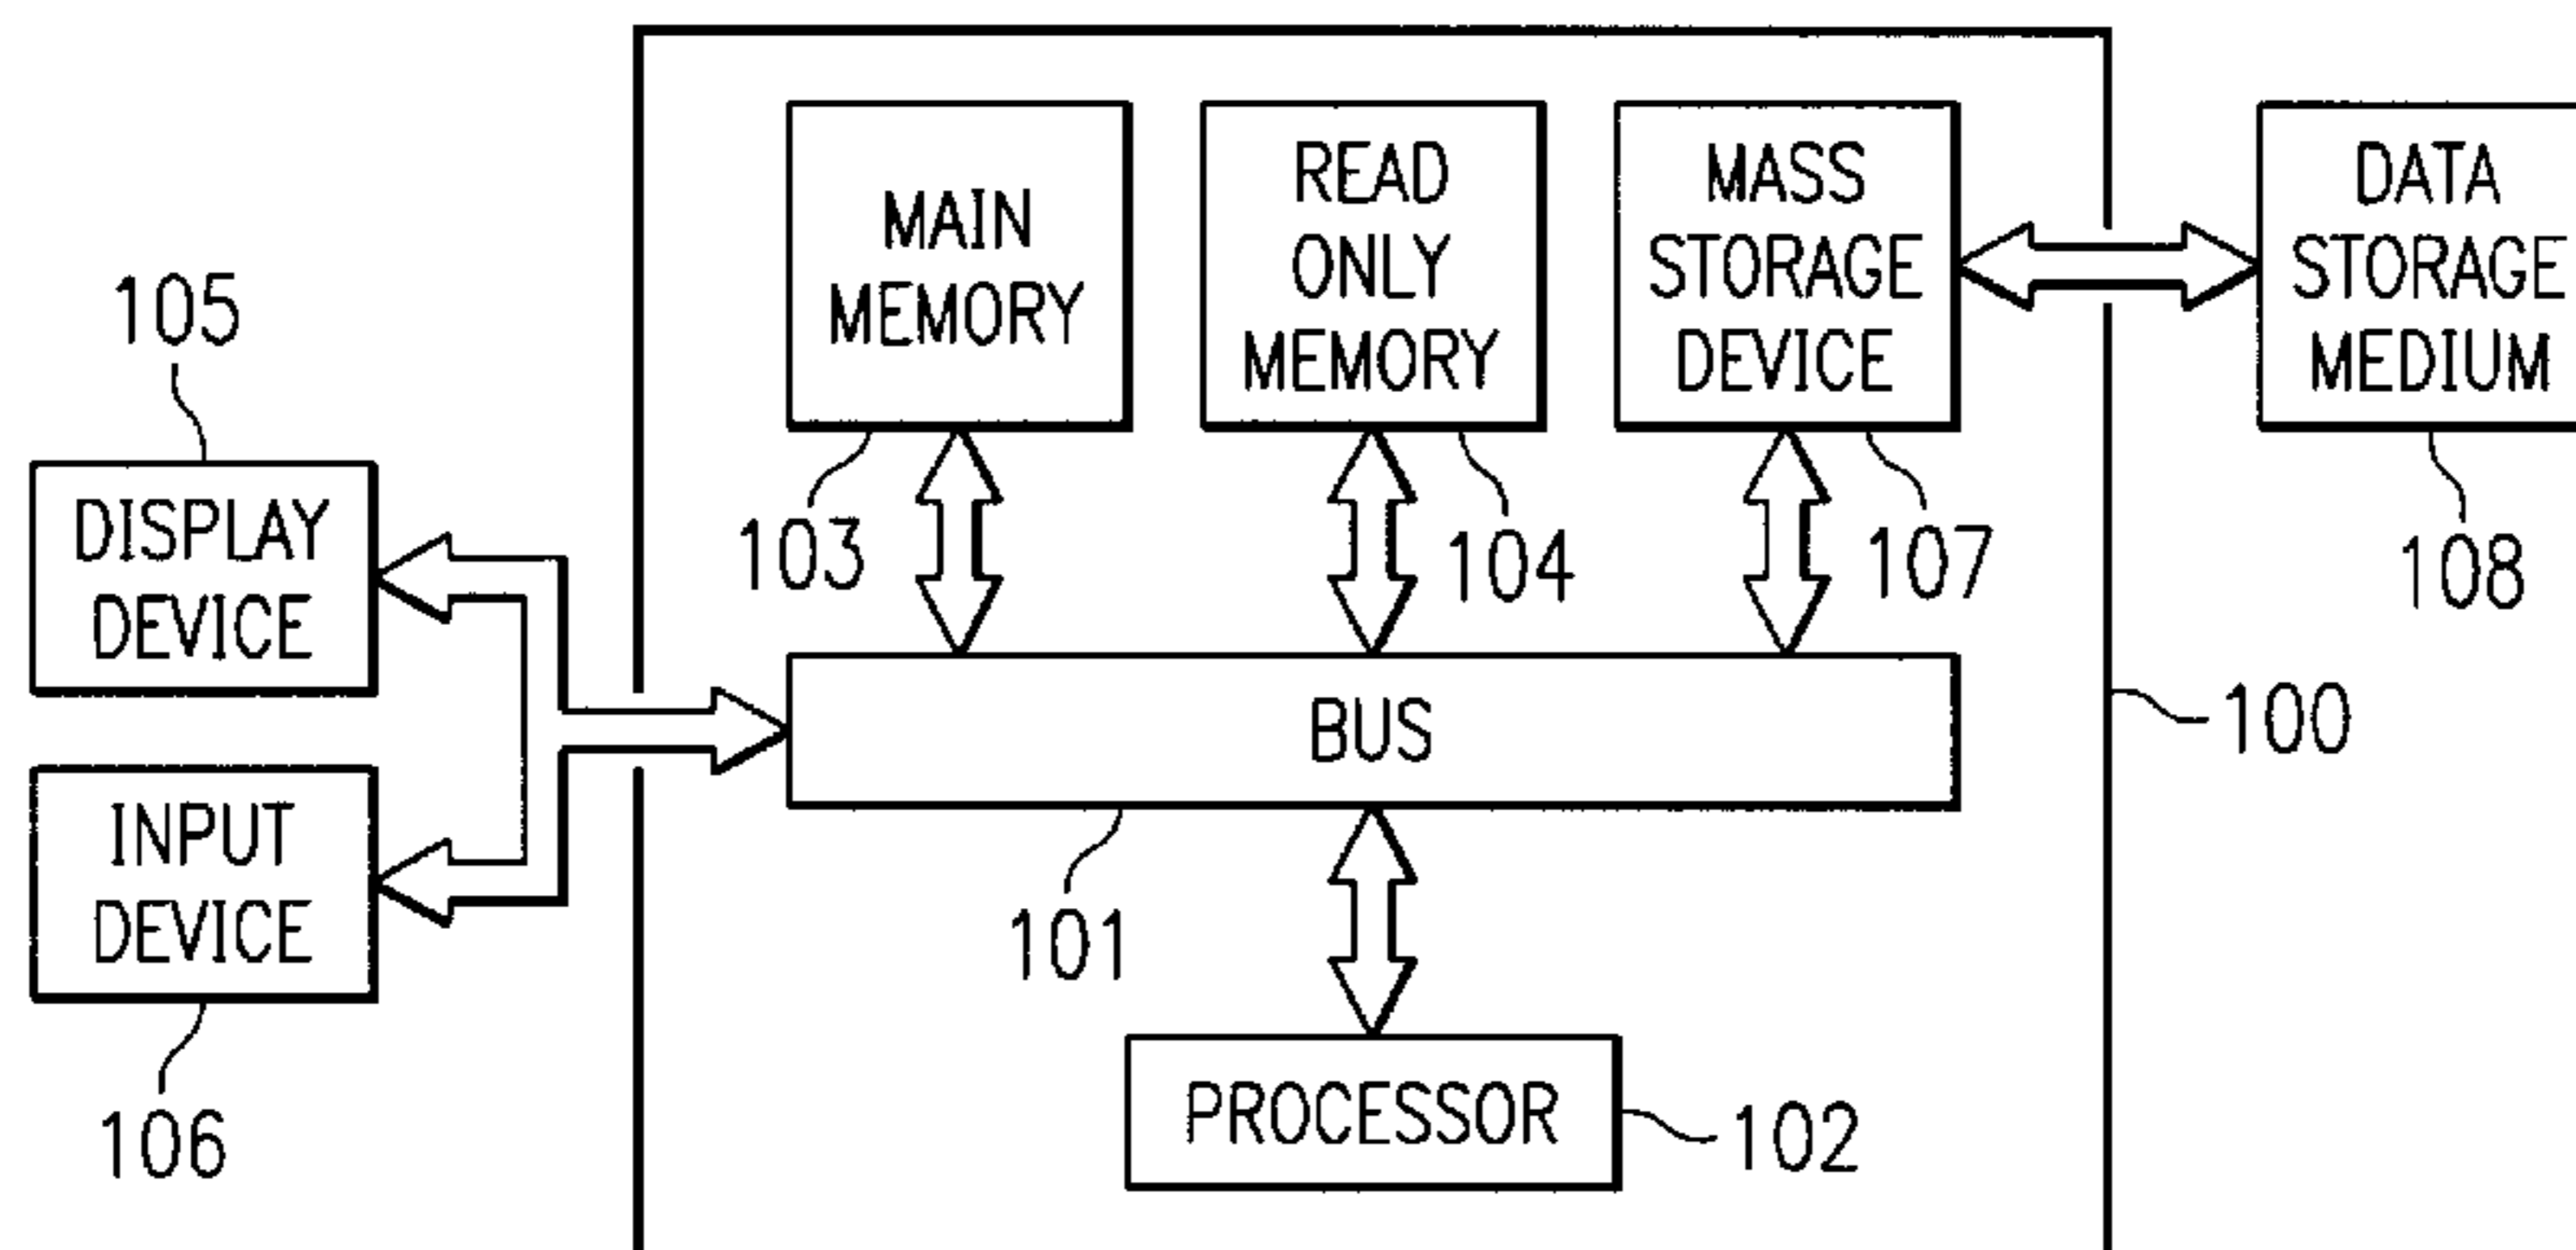 MAIN
MEMORY
103
READ
ONLY
MEMORY
104
MASS
STORAGE
DEVICE
107
DATA
STORAGE
MEDIUM
108
105
DISPLAY
DEVICE
INPUT
DEVICE
106
BUS
101
100
PROCESSOR
102